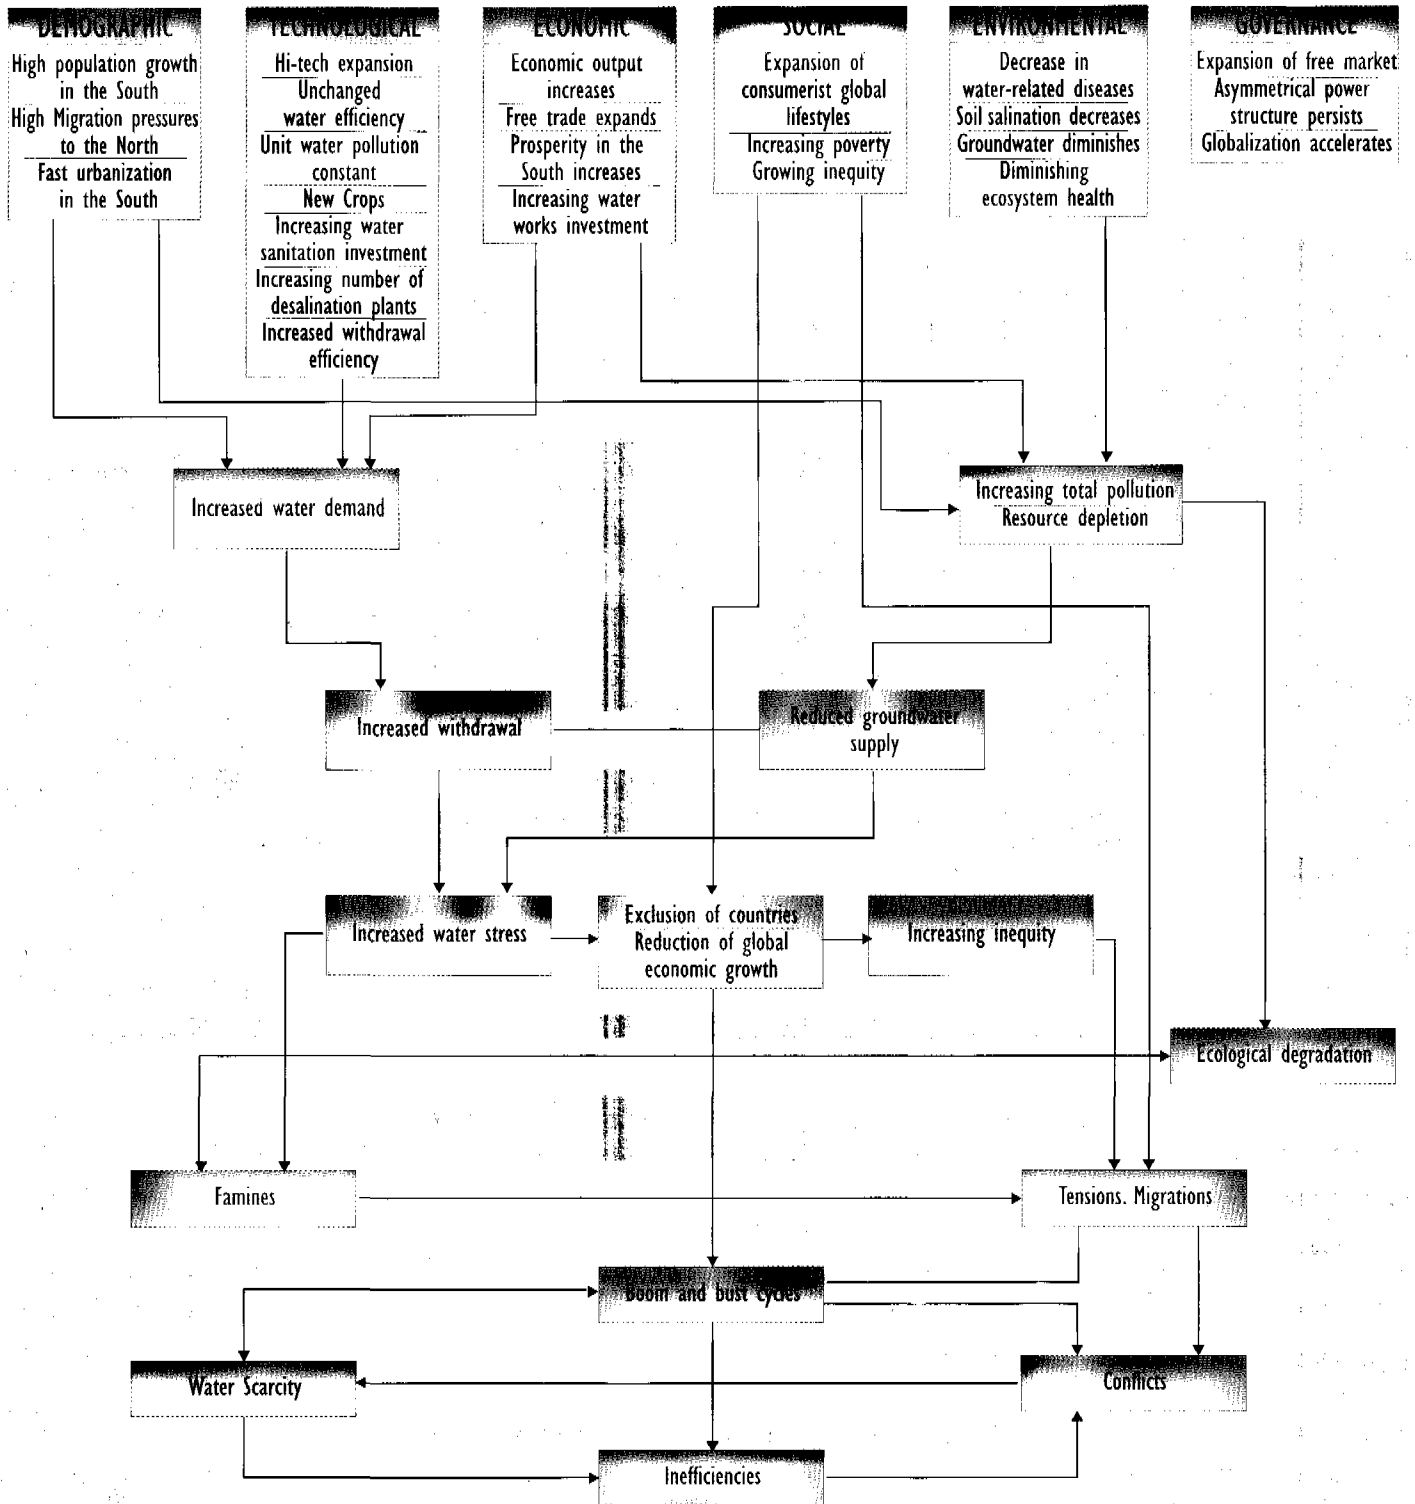 DEMOGRAPHIC
High population growth
in the South
High Migration pressures
to the North
Fast urbanization
in the South
TECHNOLOGICAL
Hi-tech expansion
Unchanged
water efficiency
Unit water pollution
constant
New Crops
Increasing water
sanitation investment
Increasing number of
desalination plants
Increased withdrawal
efficiency
ECONOMIC
Economic output
increases
Free trade expands
Prosperity in the
South increases
Increasing water
works investment
SOCIAL
Expansion of
consumerist global
lifestyles
Increasing poverty
Growing inequity
ENVIRONMENTAL
Decrease in
water-related diseases
Soil salination decreases
Groundwater diminishes
Diminishing
ecosystem health
GOVERNANCE
Expansion of free market
Asymmetrical power
structure persists
Globalization accelerates
Increased water demand
Increasing total pollution
Resource depletion
Increased withdrawal
Reduced groundwater
supply
Increased water stress
Exclusion of countries
Reduction of global
economic growth
Increasing inequity
Ecological degradation
Famines
Tensions. Migrations
Boom and bust cycles
Water Scarcity
Conflicts
Inefficiencies